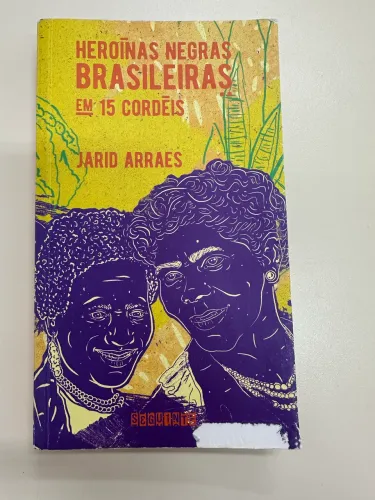 HEROÍNAS NEGRAS
BRASILEIRAS
EM 15 CORDÉIS
JARID ARRAES
SEGUINTE